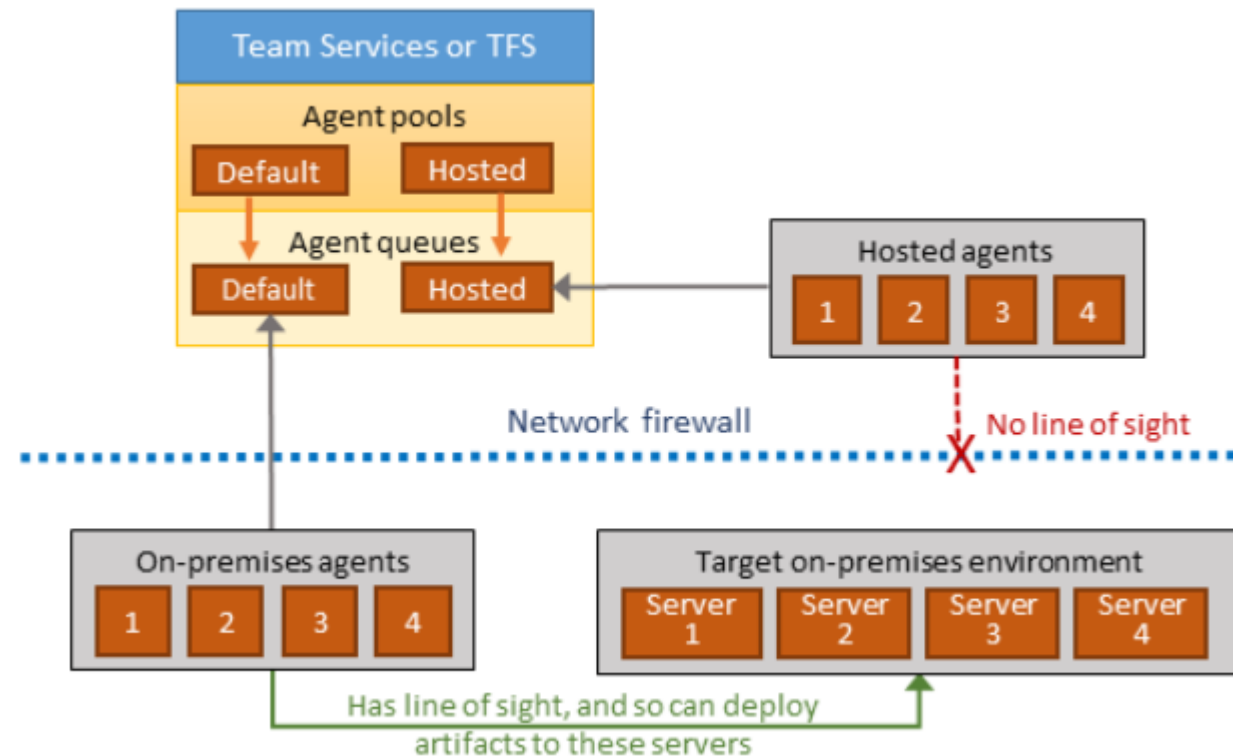 Team Services or TFS
Agent pools
Default
Hosted
Agent queues
Default
Hosted
Hosted agents
1
2
3
4
Network firewall
No line of sight
X
On-premises agents
1
2
3
4
Target on-premises environment
Server
1
Server
2
Server
3
Server
4
Has line of sight, and so can deploy
artifacts to these servers